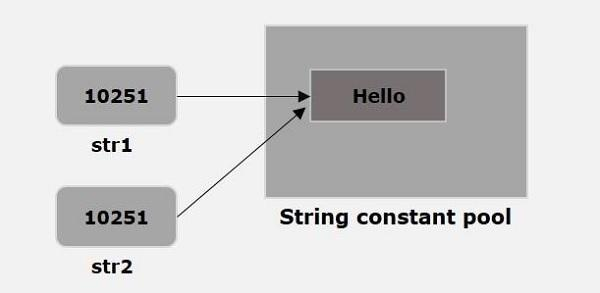 10251
str1
Hello
10251
str2
String constant pool